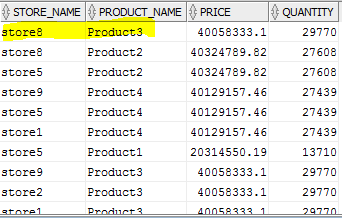 STORE_NAME PRODUCT_NAME PRICE QUANTITY
store8 Product3 40058333.1 29770
store8 Product2 40324789.82 27608
store5 Product2 40324789.82 27608
store9 Product4 40129157.46 27439
store5 Product4 40129157.46 27439
store1 Product4 40129157.46 27439
store5 Product1 20314550.19 13710
store9 Product3 40058333.1 29770
store2 Product3 40058333.1 29770
store1 Product3 40058333.1 29770